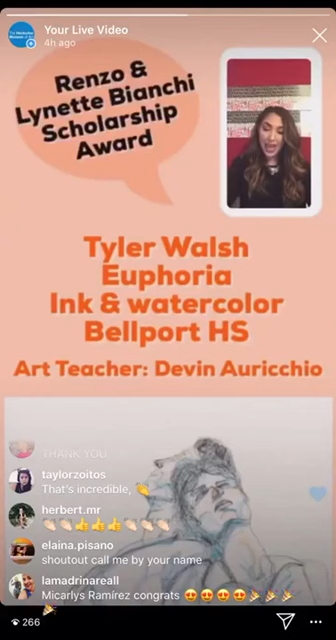 Your Live Video
4h ago
Renzo &
Lynette Bianchi
Scholarship
Award
Tyler Walsh
Euphoria
Ink & watercolor
Bellport HS
Art Teacher: Devin Auricchio
THANK YOU
taylorzoitos
That's incredible, 👏
herbert.mr
👏🏻👏🏻👍👍👍👏🏻👏🏻👏🏻
elaina.pisano
shoutout call me by your name
lamadrinareall
Micarlys Ramírez congrats 😍😍😍😍🎉🎉🎉
🎉
266